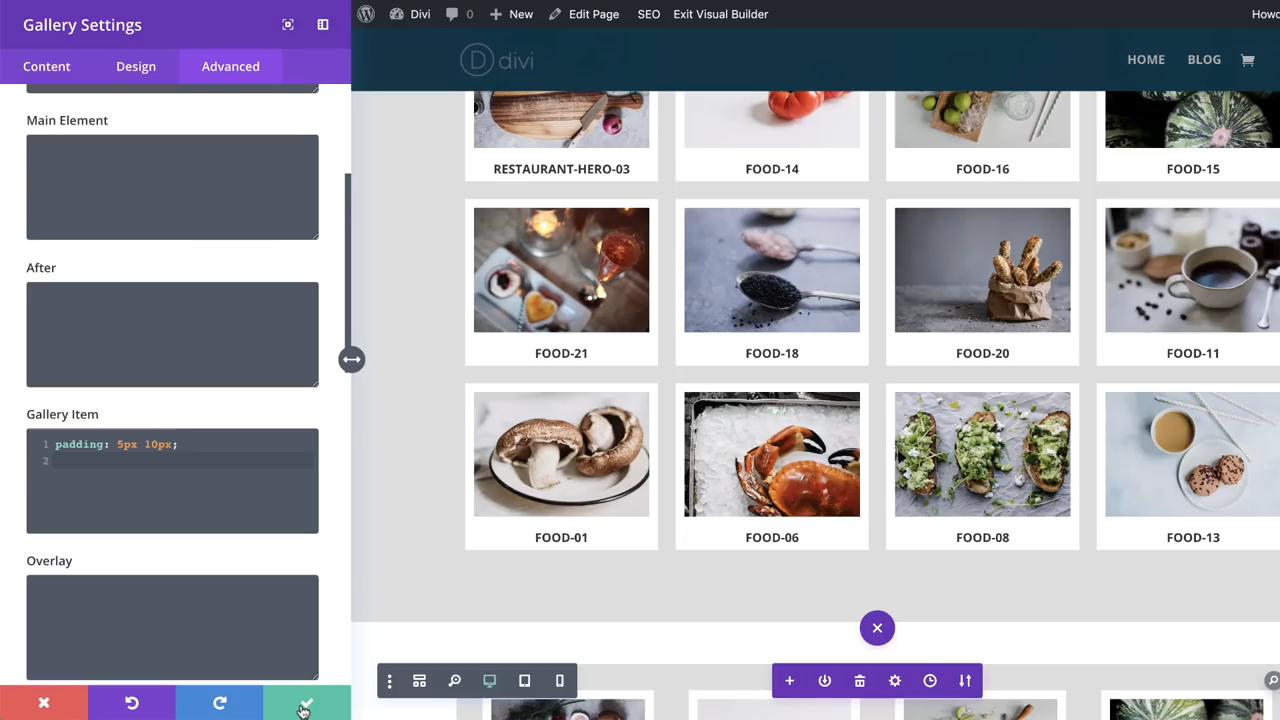 Gallery Settings
Content Design Advanced
Main Element
After
Gallery Item
1 padding: 5px 10px;
2
Overlay
Divi 0 New Edit Page SEO Exit Visual Builder Howd
D divi
HOME BLOG
RESTAURANT-HERO-03 FOOD-14 FOOD-16 FOOD-15
FOOD-21 FOOD-18 FOOD-20 FOOD-11
FOOD-01 FOOD-06 FOOD-08 FOOD-13